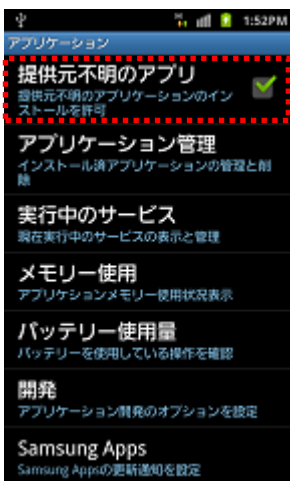 1:52PM
アプリケーション
提供元不明のアプリ
提供元不明のアプリケーションのイン
ストールを許可
アプリケーション管理
インストール済アプリケーションの管理と削
除
実行中のサービス
現在実行中のサービスの表示と管理
メモリー使用
アプリケションメモリー使用状況表示
バッテリー使用量
バッテリーを使用している操作を確認
開発
アプリケーション開発のオプションを設定
Samsung Apps
Samsung Appsの更新通知を設定